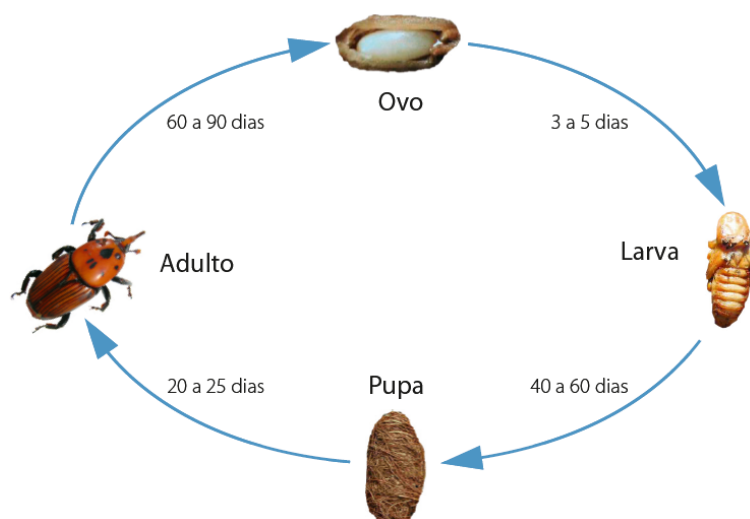 Ovo
60 a 90 dias
3 a 5 dias
Adulto
Larva
20 a 25 dias
Pupa
40 a 60 dias